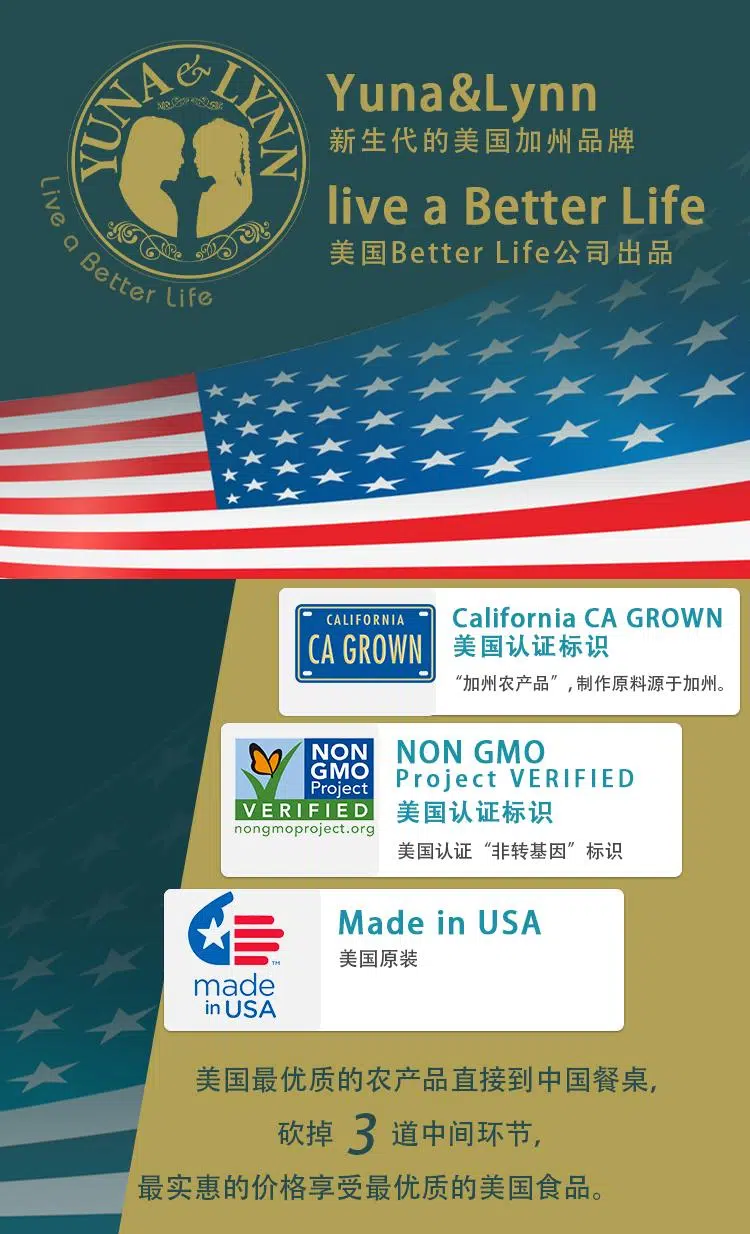 YUNA & LYNN
Live a Better Life
Yuna&Lynn
新生代的美国加州品牌
live a Better Life
美国Better Life公司出品
CALIFORNIA
CA GROWN
California CA GROWN
美国认证标识
“加州农产品”,制作原料源于加州。
NON
GMO
Project
VERIFIED
nongmoproject.org
NON GMO
Project VERIFIED
美国认证标识
美国认证“非转基因”标识
made
in USA
TM
Made in USA
美国原装
美国最优质的农产品直接到中国餐桌,
砍掉 3 道中间环节,
最实惠的价格享受最优质的美国食品。